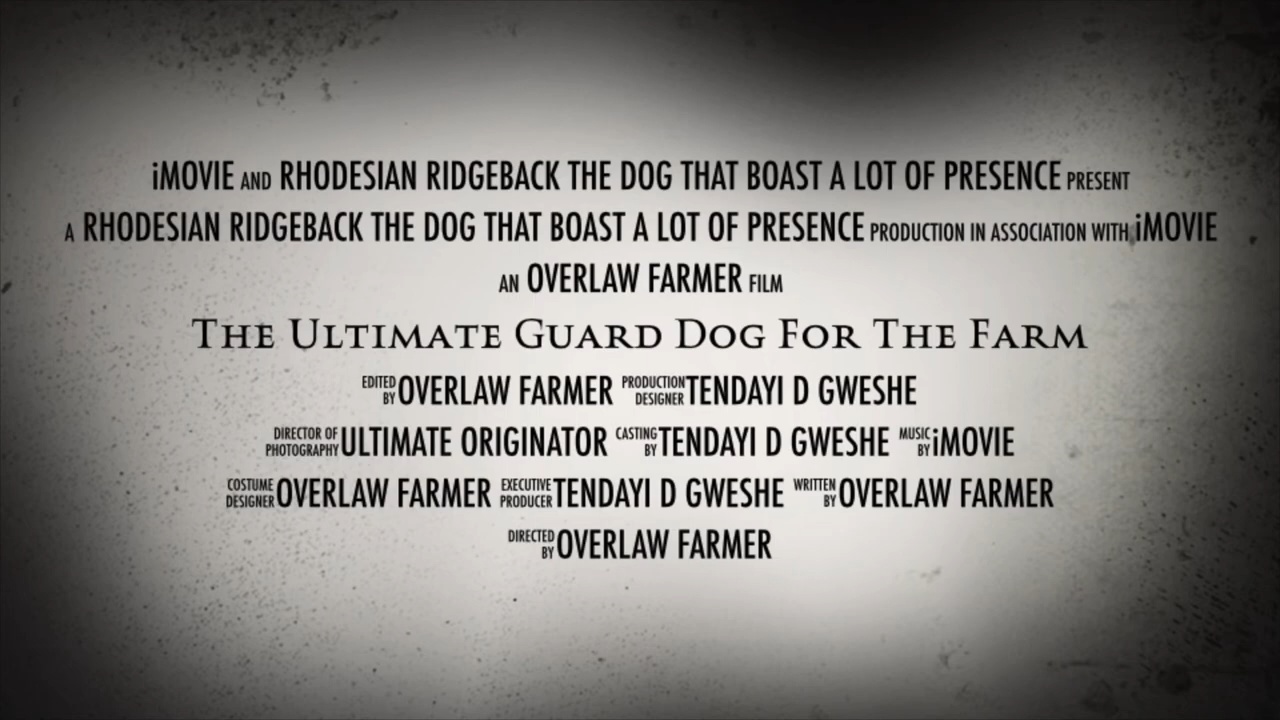 iMOVIE AND RHODESIAN RIDGEBACK THE DOG THAT BOAST A LOT OF PRESENCE PRESENT
A RHODESIAN RIDGEBACK THE DOG THAT BOAST A LOT OF PRESENCE PRODUCTION IN ASSOCIATION WITH iMOVIE
AN OVERLAW FARMER FILM
THE ULTIMATE GUARD DOG FOR THE FARM
EDITED BY OVERLAW FARMER PRODUCTION DESIGNER TENDAYI D GWESHE
DIRECTOR OF PHOTOGRAPHY ULTIMATE ORIGINATOR CASTING BY TENDAYI D GWESHE MUSIC BY iMOVIE
COSTUME DESIGNER OVERLAW FARMER EXECUTIVE PRODUCER TENDAYI D GWESHE WRITTEN BY OVERLAW FARMER
DIRECTED BY OVERLAW FARMER